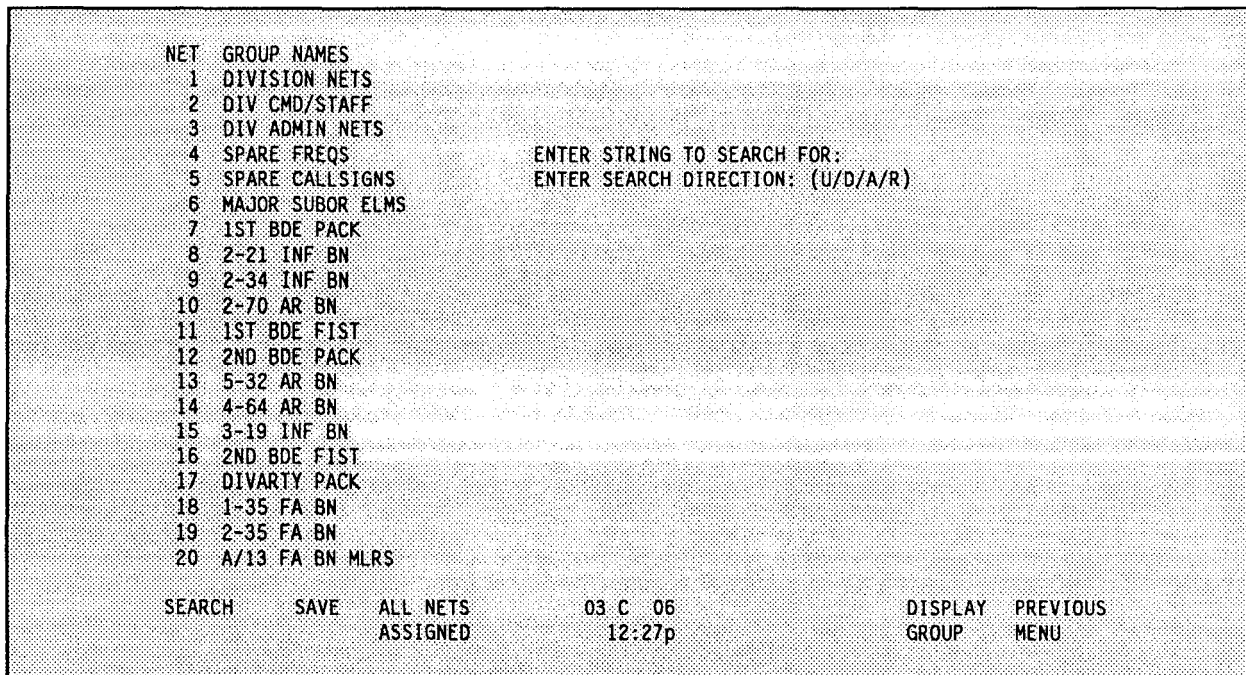 NET GROUP NAMES
1 DIVISION NETS
2 DIV CMD/STAFF
3 DIV ADMIN NETS
4 SPARE FREQS ENTER STRING TO SEARCH FOR:
5 SPARE CALLSIGNS ENTER SEARCH DIRECTION: (U/D/A/R)
6 MAJOR SUBOR ELMS
7 1ST BDE PACK
8 2-21 INF BN
9 2-34 INF BN
10 2-70 AR BN
11 1ST BDE FIST
12 2ND BDE PACK
13 5-32 AR BN
14 4-64 AR BN
15 3-19 INF BN
16 2ND BDE FIST
17 DIVARTY PACK
18 1-35 FA BN
19 2-35 FA BN
20 A/13 FA BN MLRS
SEARCH SAVE ALL NETS 03 C 06 DISPLAY PREVIOUS
ASSIGNED 12:27p GROUP MENU